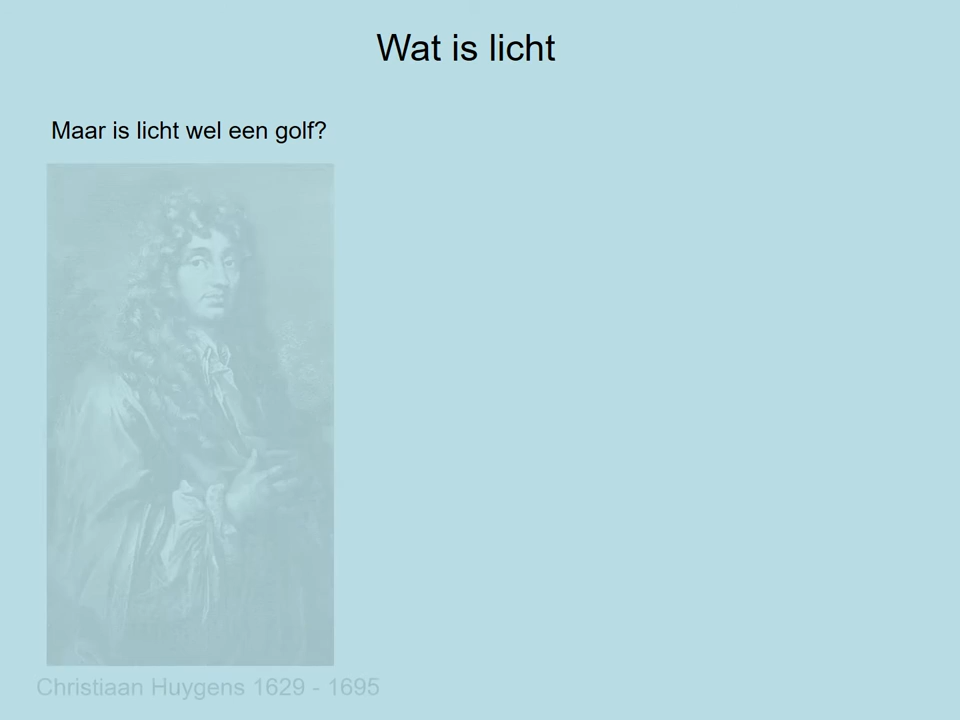 Wat is licht
Maar is licht wel een golf?
Christiaan Huygens 1629 - 1695